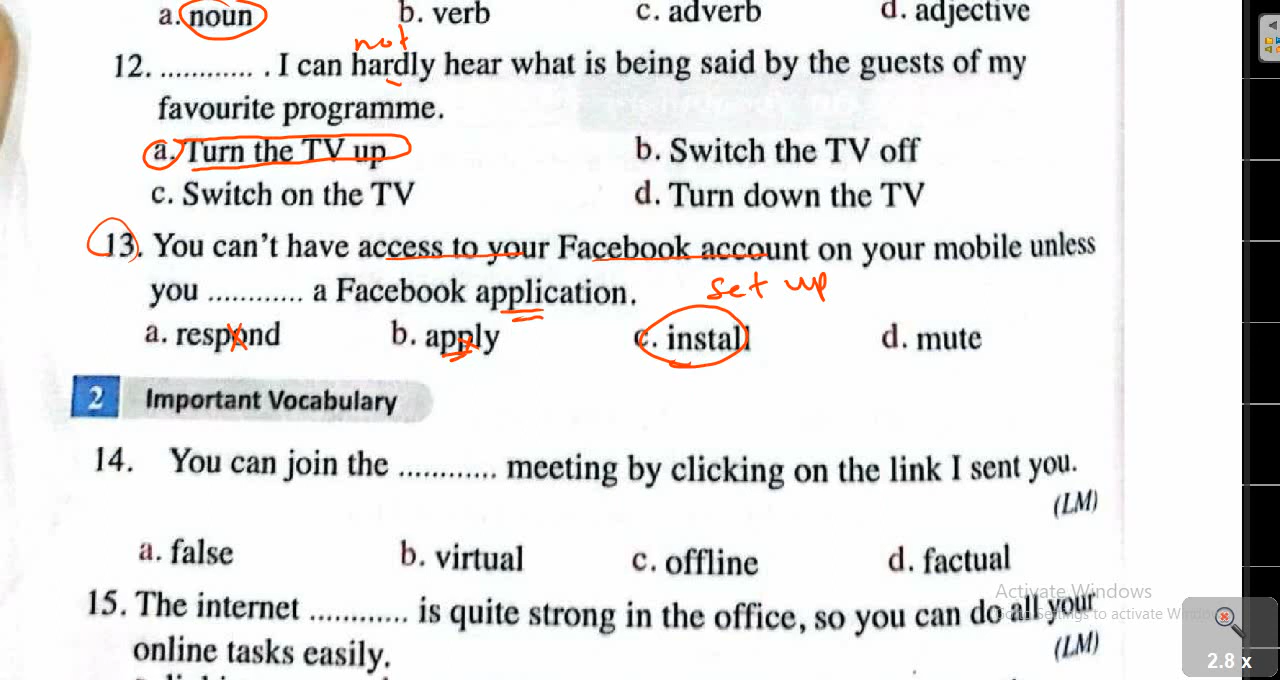 a. noun b. verb c. adverb d. adjective
not
12. ............ . I can hardly hear what is being said by the guests of my
favourite programme.
a. Turn the TV up b. Switch the TV off
c. Switch on the TV d. Turn down the TV
13. You can't have access to your Facebook account on your mobile unless
you ............ a Facebook application. set up
a. respond b. apply c. install d. mute
2 Important Vocabulary
14. You can join the ............ meeting by clicking on the link I sent you.
(LM)
a. false b. virtual c. offline d. factual
Activate Windows
15. The internet ............ is quite strong in the office, so you can do all your
to activate
online tasks easily. (LM)
2.8 x